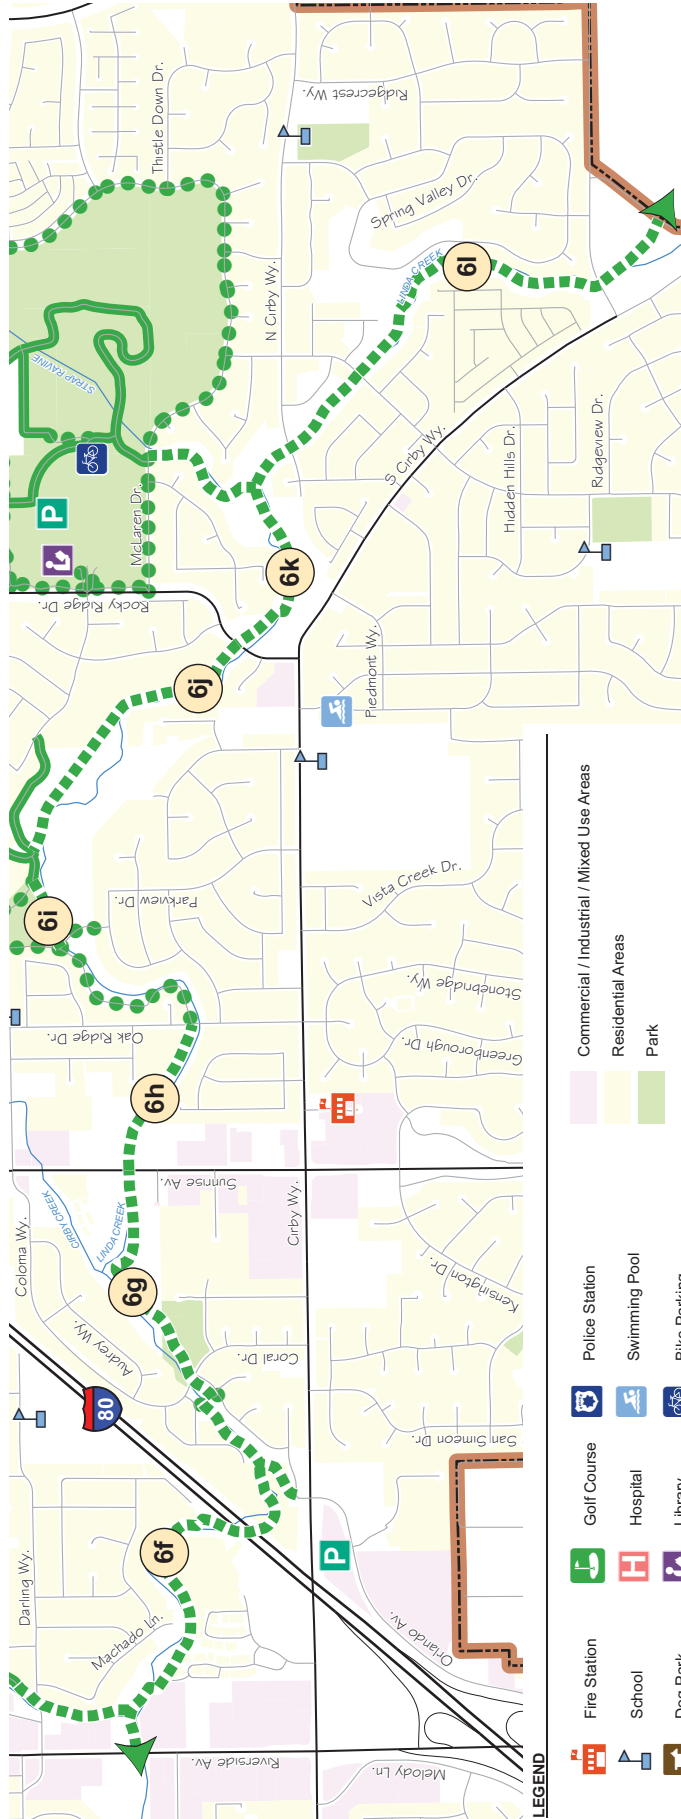 Thistle Down Dr.
Ridgecrest Wy.
Spring Valley Dr.
N Cirby Wy.
LINDA CREEK
6l
STRAP RAVINE
P
McLaren Dr.
Rocky Ridge Dr.
S Cirby Wy.
Hidden Hills Dr.
Ridgeview Dr.
6k
6j
Piedmont Wy.
6i
Parkview Dr.
Vista Creek Dr.
Stonebridge Wy.
Greenborough Dr.
Oak Ridge Dr.
6h
Sunrise Av.
Cirby Wy.
CIRBY CREEK
LINDA CREEK
Coloma Wy.
6g
Audrey Wy.
Coral Dr.
Kensington Dr.
San Simeon Dr.
80
6f
P
Darling Wy.
Machado Ln.
Orlando Av.
Riverside Av.
Melody Ln.
LEGEND
Fire Station
School
Golf Course
H
Hospital
Library
Police Station
Swimming Pool
Bike Parking
Commercial / Industrial / Mixed Use Areas
Residential Areas
Park